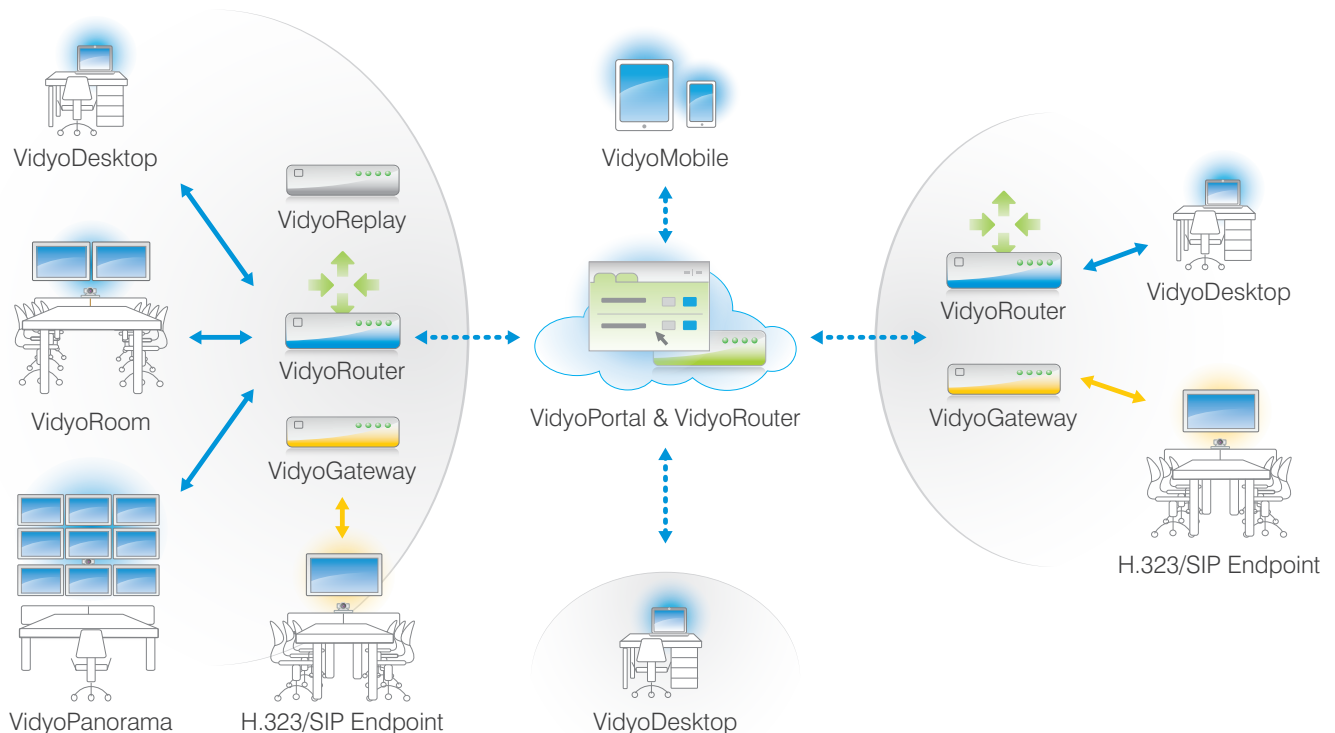 VidyoDesktop
VidyoReplay
VidyoRoom
VidyoRouter
VidyoGateway
VidyoPanorama
H.323/SIP Endpoint
VidyoMobile
VidyoPortal & VidyoRouter
VidyoDesktop
VidyoRouter
VidyoDesktop
VidyoGateway
H.323/SIP Endpoint